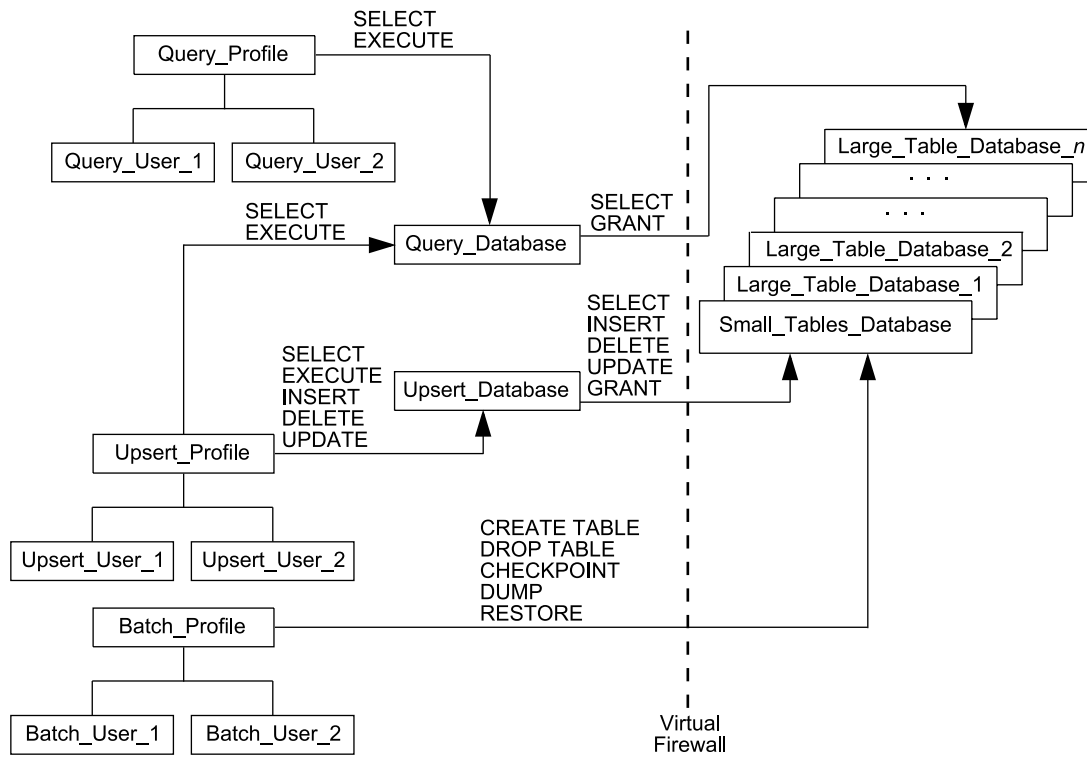 SELECT
EXECUTE
Query_Profile
Query_User_1
Query_User_2
Large_Table_Database_n
. . .
. . .
Large_Table_Database_2
Large_Table_Database_1
Small_Tables_Database
SELECT
EXECUTE
Query_Database
SELECT
GRANT
SELECT
INSERT
DELETE
UPDATE
GRANT
SELECT
EXECUTE
INSERT
DELETE
UPDATE
Upsert_Database
Upsert_Profile
Upsert_User_1
Upsert_User_2
CREATE TABLE
DROP TABLE
CHECKPOINT
DUMP
RESTORE
Batch_Profile
Batch_User_1
Batch_User_2
Virtual
Firewall